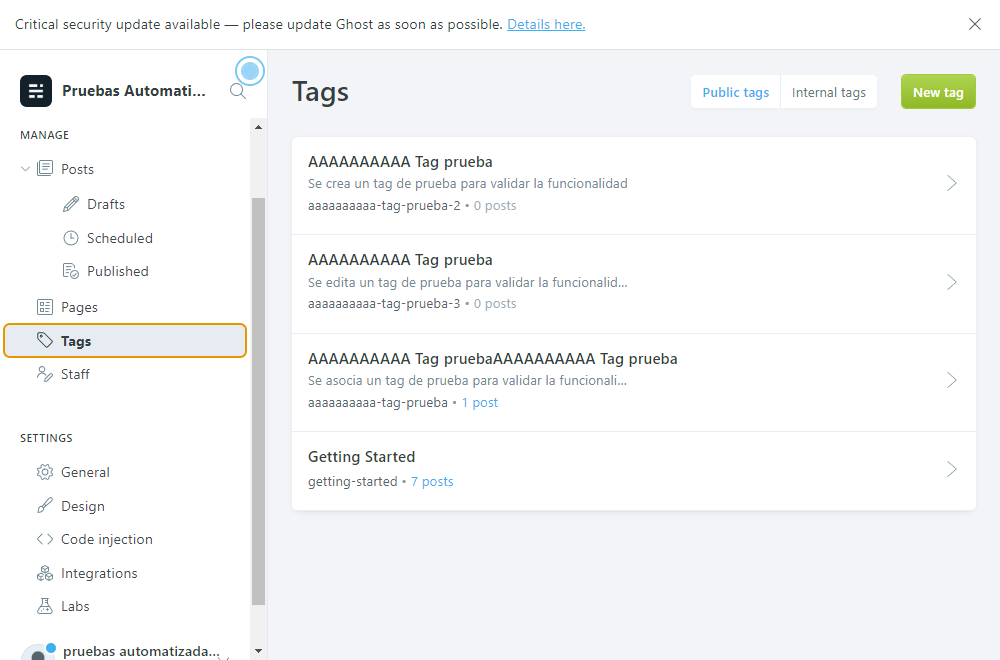 Critical security update available — please update Ghost as soon as possible. Details here.
Pruebas Automati...
MANAGE
Posts
Drafts
Scheduled
Published
Pages
Tags
Staff
SETTINGS
General
Design
Code injection
Integrations
Labs
pruebas automatizada...
Tags
Public tags
Internal tags
New tag
AAAAAAAAAA Tag prueba
Se crea un tag de prueba para validar la funcionalidad
aaaaaaaaaa-tag-prueba-2 • 0 posts
AAAAAAAAAA Tag prueba
Se edita un tag de prueba para validar la funcionalid...
aaaaaaaaaa-tag-prueba-3 • 0 posts
AAAAAAAAAA Tag pruebaAAAAAAAAAA Tag prueba
Se asocia un tag de prueba para validar la funcionali...
aaaaaaaaaa-tag-prueba • 1 post
Getting Started
getting-started • 7 posts